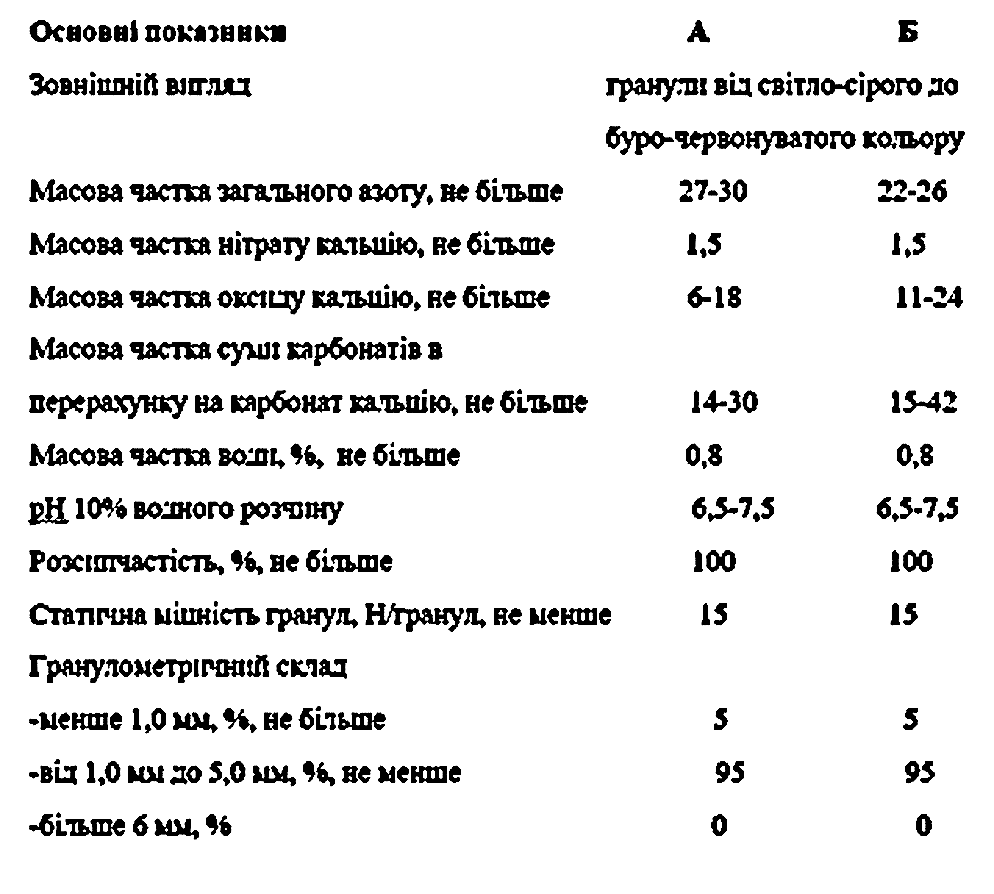 Основні показники А Б
Зовнішній вигляд гранули від світло-сірого до
буро-червонуватого кольору
Масова частка загального азоту, не більше 27-30 22-26
Масова частка нітрату кальцію, не більше 1,5 1,5
Масова частка оксиду кальцію, не більше 6-18 11-24
Масова частка суми карбонатів в
перерахунку на карбонат кальцію, не більше 14-30 15-42
Масова частка води, %, не більше 0,8 0,8
pH 10% водного розчину 6,5-7,5 6,5-7,5
Розсипчастість, %, не більше 100 100
Статична міцність гранул, Н/гранул, не менше 15 15
Гранулометричний склад
-менше 1,0 мм, %, не більше 5 5
-від 1,0 мм до 5,0 мм, %, не менше 95 95
-більше 6 мм, % 0 0